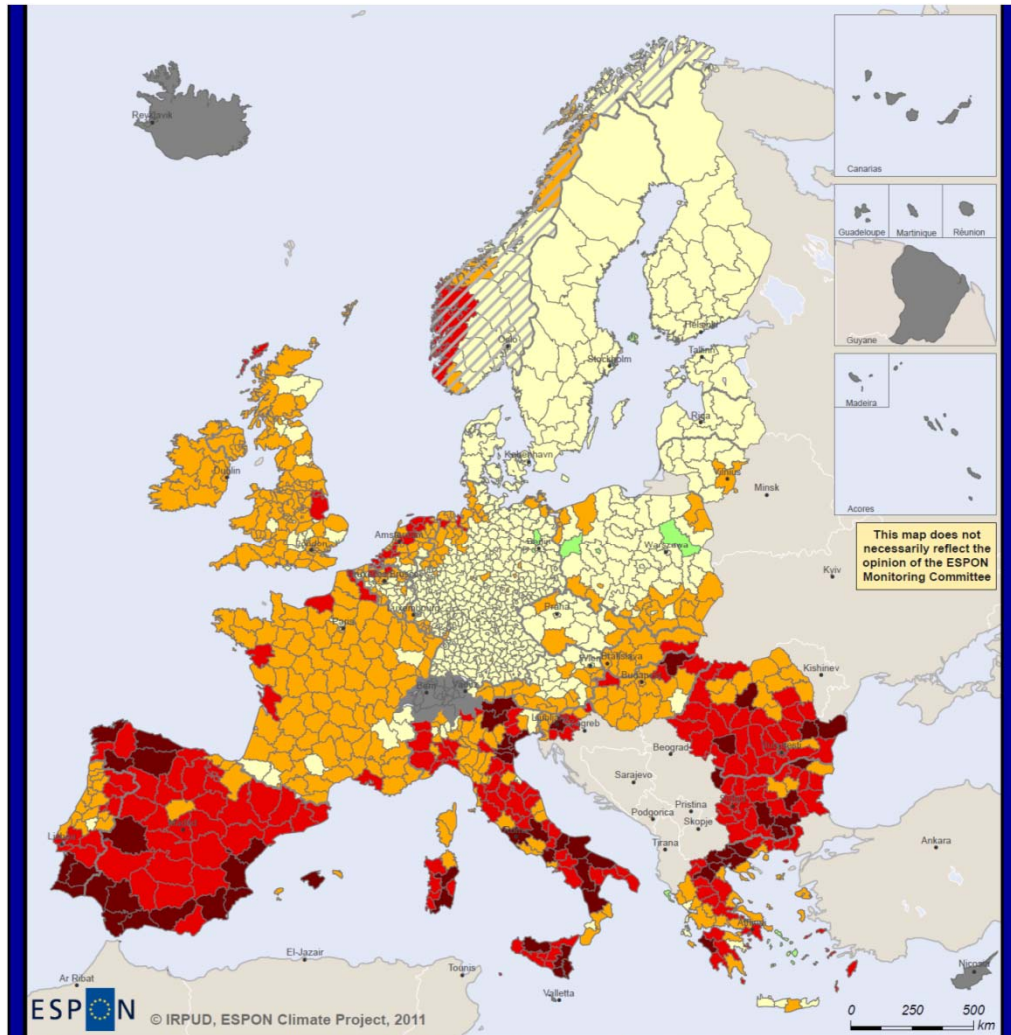 Reykjavik
Canarias
Guadeloupe
Martinique
Réunion
Guyane
Madeira
Acores
This map does not
necessarily reflect the
opinion of the ESPON
Monitoring Committee
Oslo
Helsinki
Tallinn
Stockholm
Riga
København
Vilnius
Minsk
Dublin
Amsterdam
London
Berlin
Warszawa
Kyiv
Luxembourg
Praha
Paris
Wien
Bratislava
Budapest
Kishinev
Bern
Ljubljana
Zagreb
Beograd
Sarajevo
Podgorica
Pristina
Skopje
Tirana
Ankara
El-Jazair
Tounis
Ar Ribat
Valletta
Nicosia
ESPON
© IRPUD, ESPON Climate Project, 2011
0 250 500
km